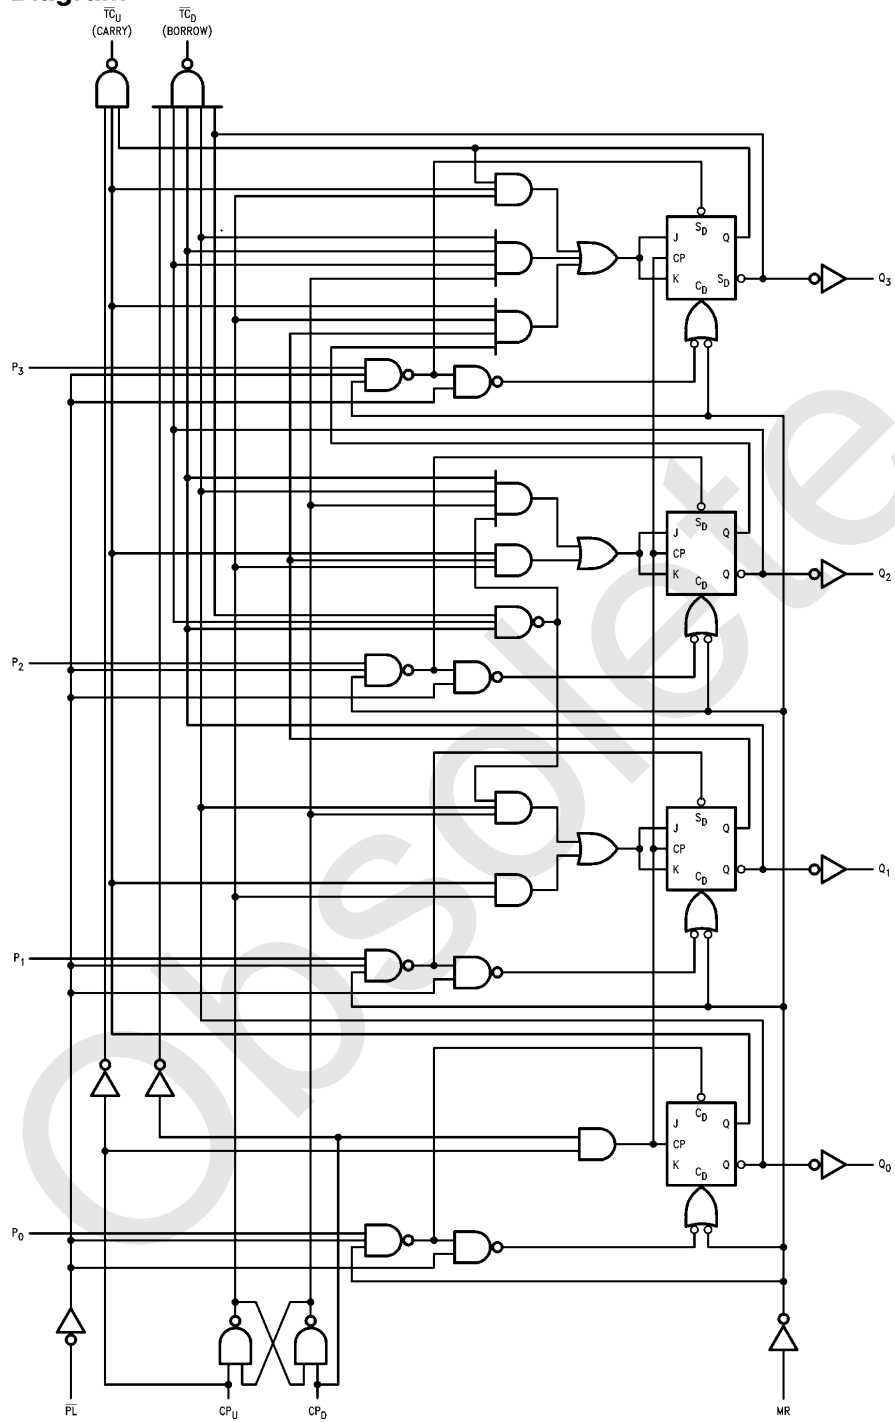 Diagram
TC_U TC_D
(CARRY) (BORROW)
S_D
J Q
CP
K C_D S_D Q_3
P_3
S_D
J Q
CP
K C_D Q Q_2
P_2
S_D
J Q
CP
K C_D Q Q_1
P_1
C_D
J Q
CP
K C_D Q Q_0
P_0
PL CP_U CP_D MR
Obsolete